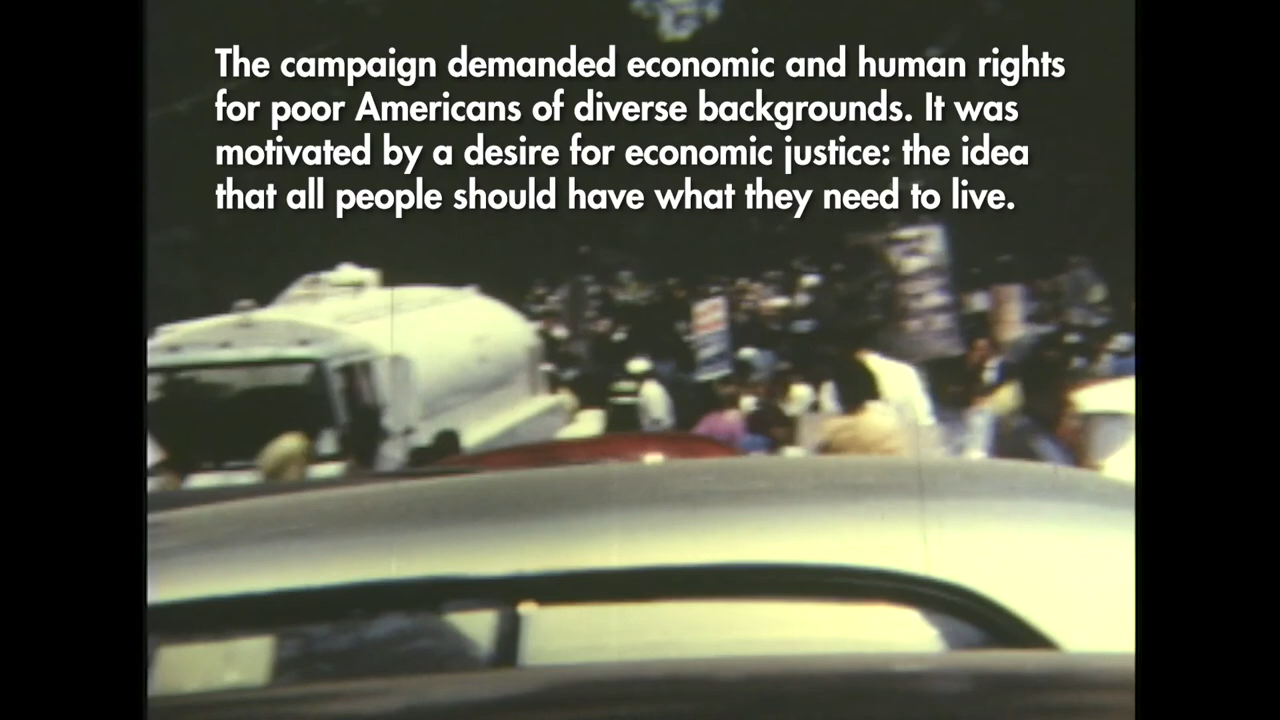 The campaign demanded economic and human rights
for poor Americans of diverse backgrounds. It was
motivated by a desire for economic justice: the idea
that all people should have what they need to live.